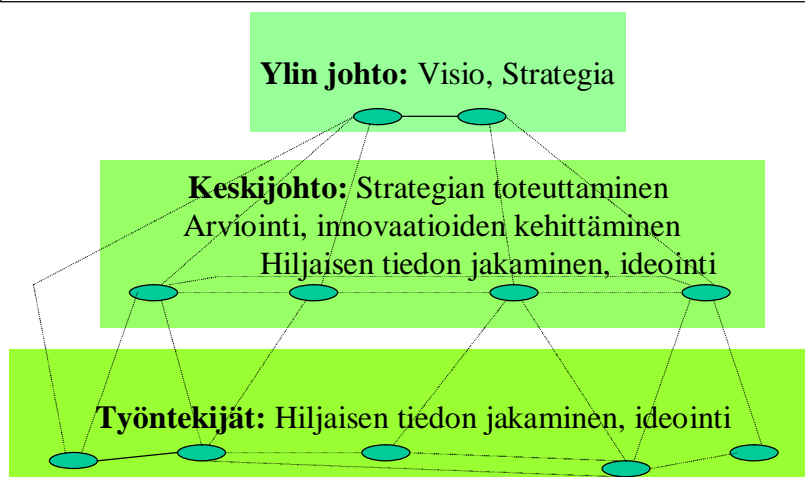 Ylin johto: Visio, Strategia
Keskijohto: Strategian toteuttaminen
Arviointi, innovaatioiden kehittäminen
Hiljaisen tiedon jakaminen, ideointi
Työntekijät: Hiljaisen tiedon jakaminen, ideointi